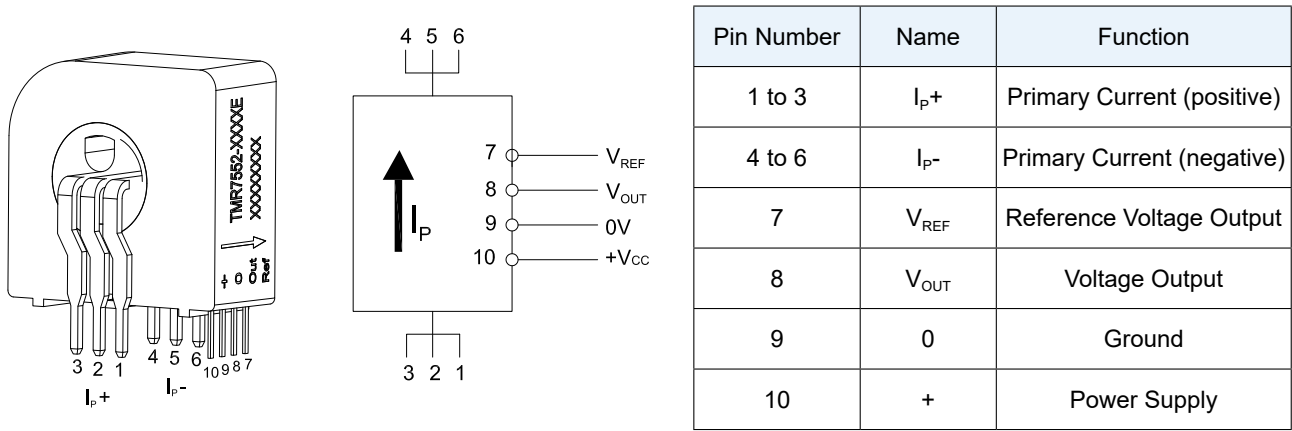 TMR7552-XXXXE
XXXXXXXX
+ 0 Out Ref
3 2 1 4 5 6 10 9 8 7
IP+ IP-
4 5 6
7 VREF
8 VOUT
9 0V
10 +VCC
IP
3 2 1
Pin Number Name Function
1 to 3 IP+ Primary Current (positive)
4 to 6 IP- Primary Current (negative)
7 VREF Reference Voltage Output
8 VOUT Voltage Output
9 0 Ground
10 + Power Supply